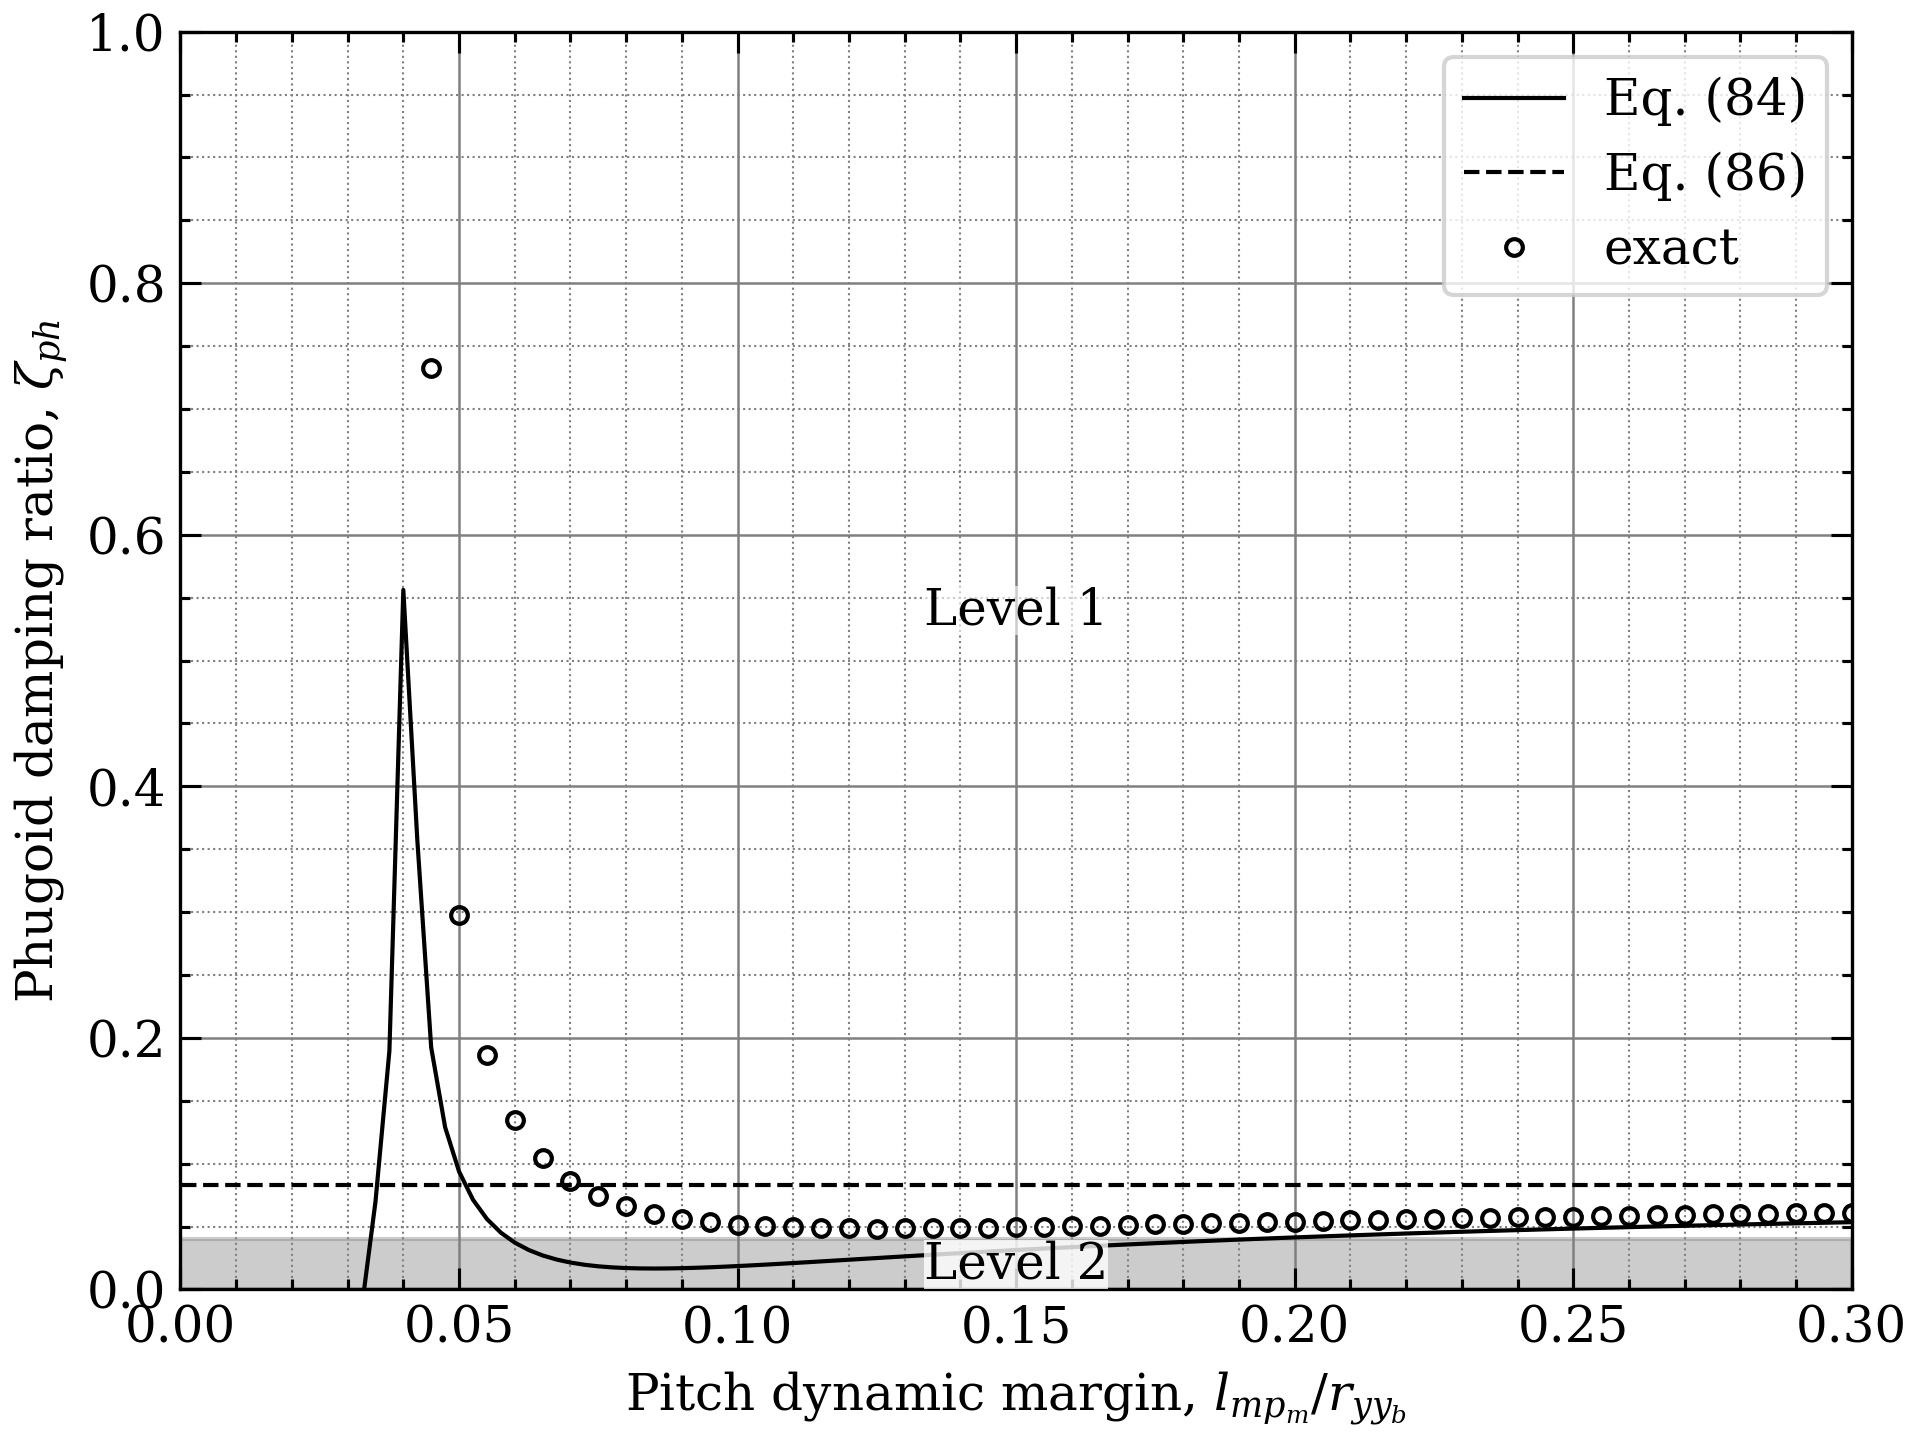 1.0
0.8
0.6
0.4
0.2
0.0
Phugoid damping ratio, ζph
Eq. (84)
Eq. (86)
exact
Level 1
Level 2
0.00 0.05 0.10 0.15 0.20 0.25 0.30
Pitch dynamic margin, lmpm/ryyb